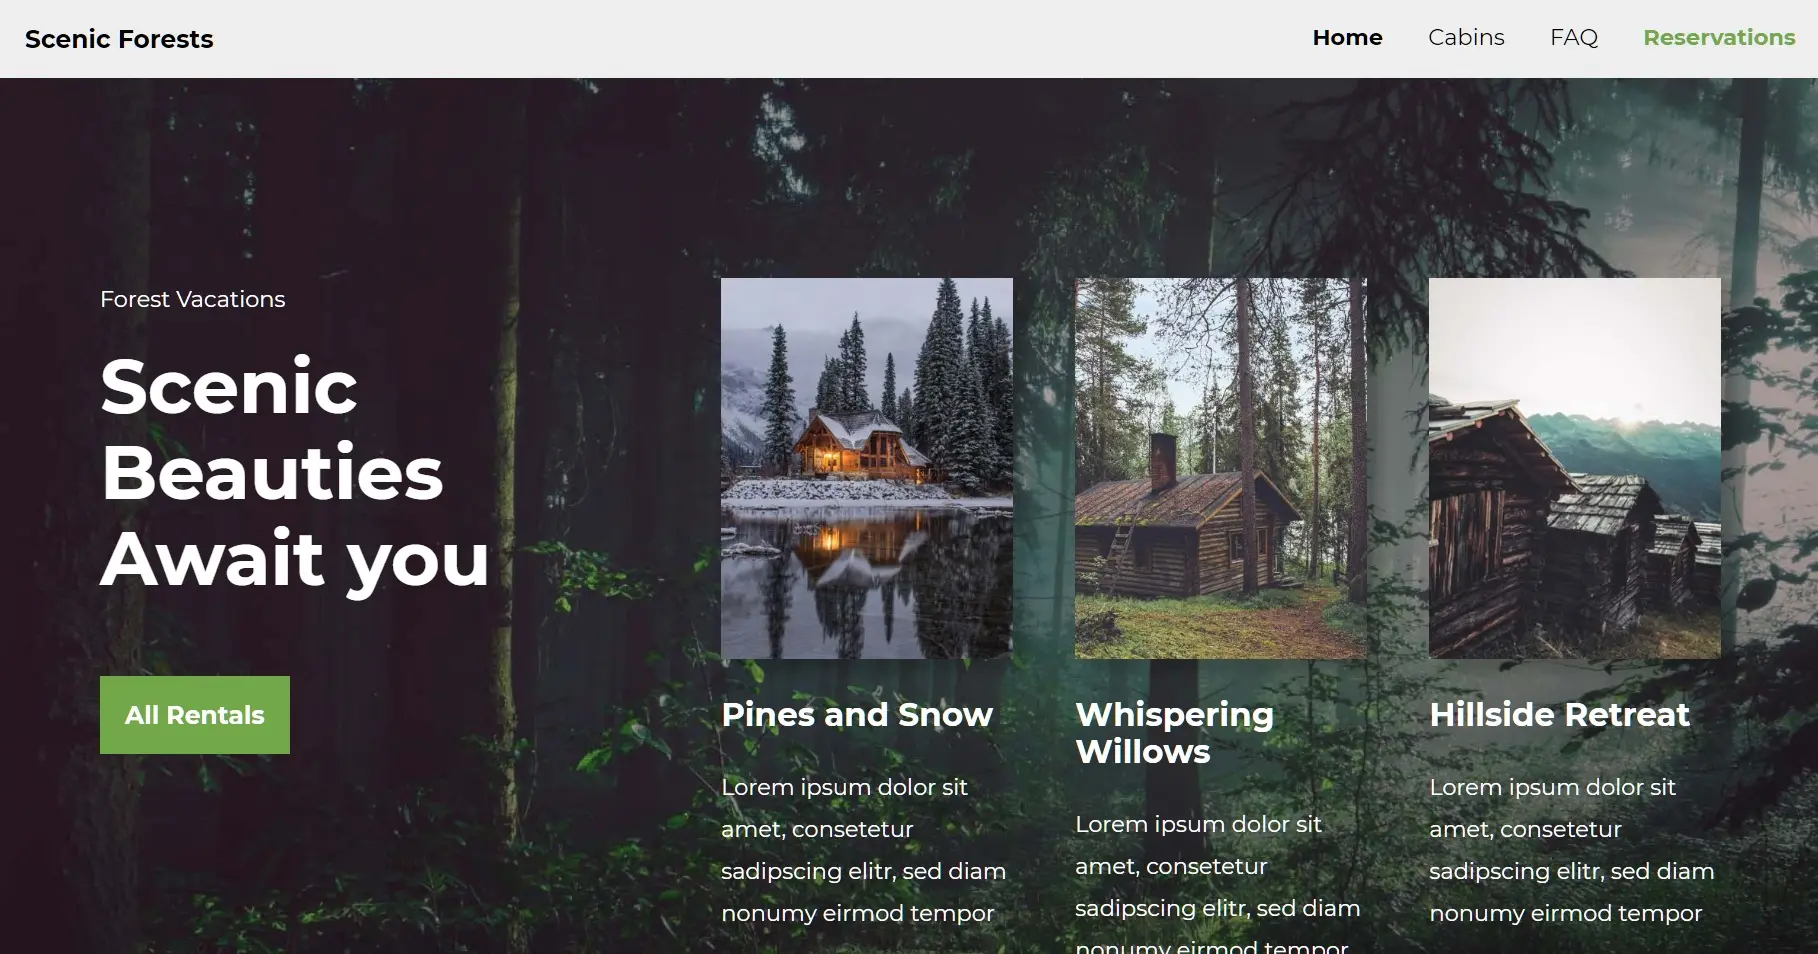 Scenic Forests
Home Cabins FAQ Reservations
Forest Vacations
Scenic
Beauties
Await you
All Rentals
Pines and Snow
Lorem ipsum dolor sit
amet, consetetur
sadipscing elitr, sed diam
nonumy eirmod tempor
Whispering
Willows
Lorem ipsum dolor sit
amet, consetetur
sadipscing elitr, sed diam
nonumy eirmod tempor
Hillside Retreat
Lorem ipsum dolor sit
amet, consetetur
sadipscing elitr, sed diam
nonumy eirmod tempor